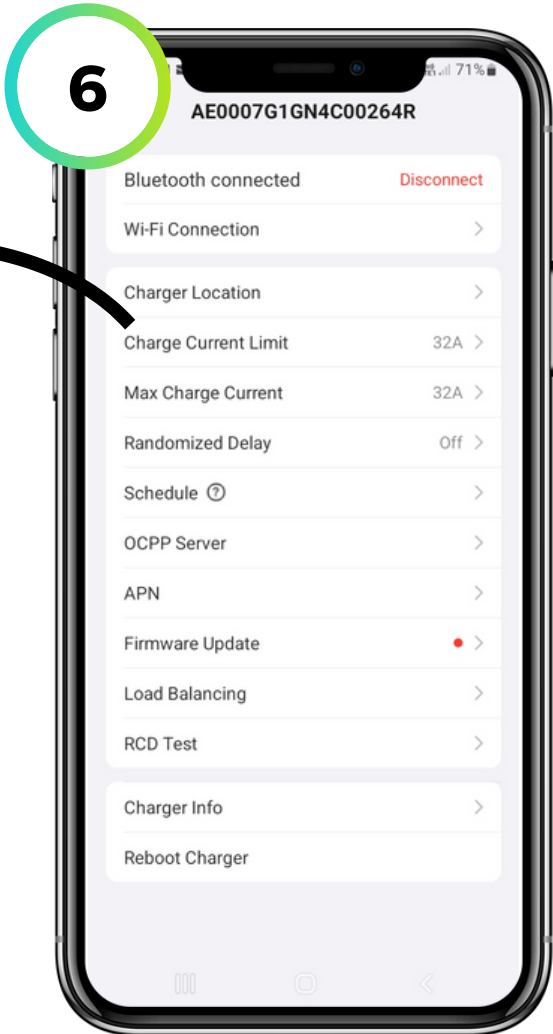 6
71%
AE0007G1GN4C00264R
Bluetooth connected Disconnect
Wi-Fi Connection
Charger Location
Charge Current Limit 32A
Max Charge Current 32A
Randomized Delay Off
Schedule ?
OCPP Server
APN
Firmware Update
Load Balancing
RCD Test
Charger Info
Reboot Charger